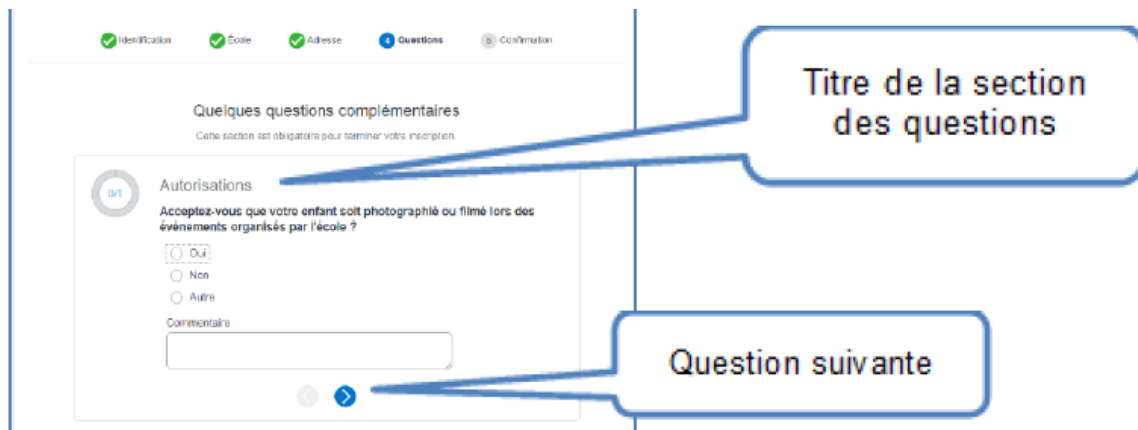 Identification École Adresse 4 Questions 5 Confirmation
Quelques questions complémentaires
Cette section est obligatoire pour terminer votre inscription.
0/1
Autorisations
Acceptez-vous que votre enfant soit photographié ou filmé lors des
événements organisés par l'école ?
Oui
Non
Autre
Commentaire
Titre de la section
des questions
Question suivante